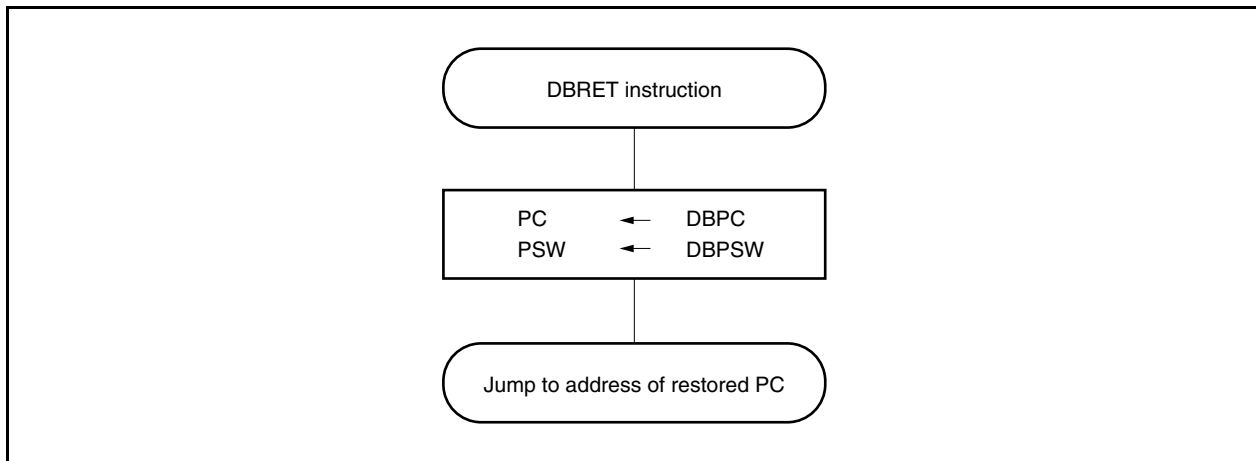 DBRET instruction
PC ← DBPC
PSW ← DBPSW
Jump to address of restored PC